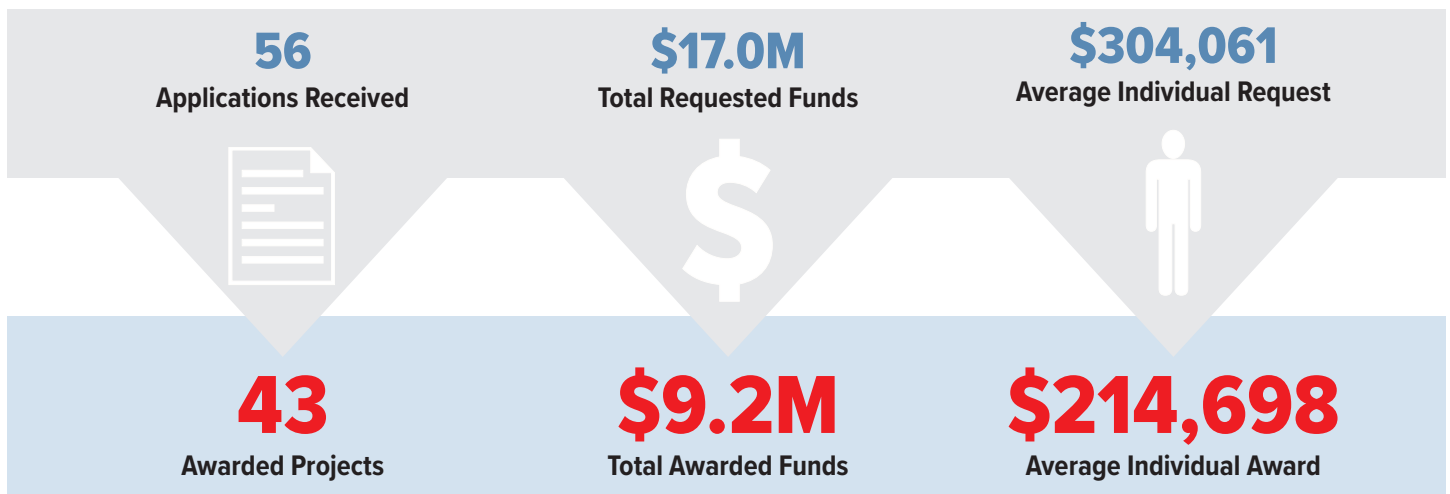 56
Applications Received
$17.0M
Total Requested Funds
$304,061
Average Individual Request
$
43
Awarded Projects
$9.2M
Total Awarded Funds
$214,698
Average Individual Award